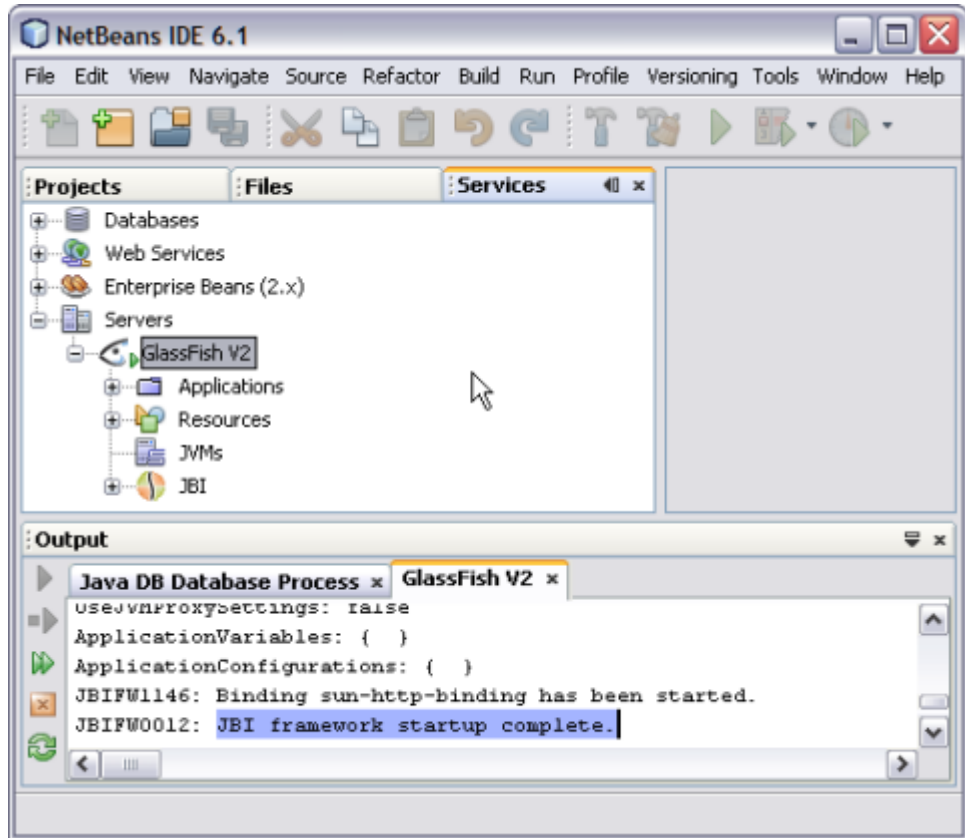 NetBeans IDE 6.1
File Edit View Navigate Source Refactor Build Run Profile Versioning Tools Window Help
Projects Files Services
Databases
Web Services
Enterprise Beans (2.x)
Servers
GlassFish V2
Applications
Resources
JVMs
JBI
Output
Java DB Database Process GlassFish V2
UseJVMProxySettings: false
ApplicationVariables: { }
ApplicationConfigurations: { }
JBIFW1146: Binding sun-http-binding has been started.
JBIFW0012: JBI framework startup complete.